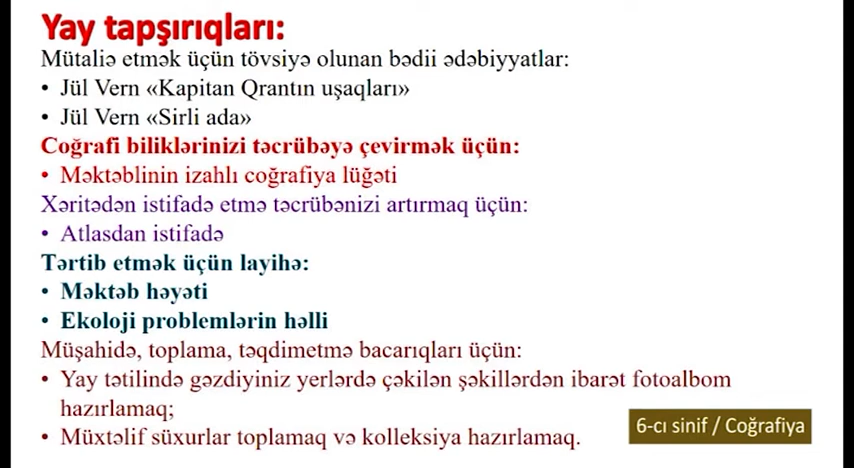 Yay tapşırıqları:
Mütaliə etmək üçün tövsiyə olunan bədii ədəbiyyatlar:
• Jül Vern «Kapitan Qrantın uşaqları»
• Jül Vern «Sirli ada»
Coğrafi biliklərinizi təcrübəyə çevirmək üçün:
• Məktəblinin izahlı coğrafiya lüğəti
Xəritədən istifadə etmə təcrübənizi artırmaq üçün:
• Atlasdan istifadə
Tərtib etmək üçün layihə:
• Məktəb həyəti
• Ekoloji problemlərin həlli
Müşahidə, toplama, təqdimetmə bacarıqları üçün:
• Yay tətilində gəzdiyiniz yerlərdə çəkilən şəkillərdən ibarət fotoalbom
hazırlamaq;
• Müxtəlif süxurlar toplamaq və kolleksiya hazırlamaq.
6-cı sinif / Coğrafiya